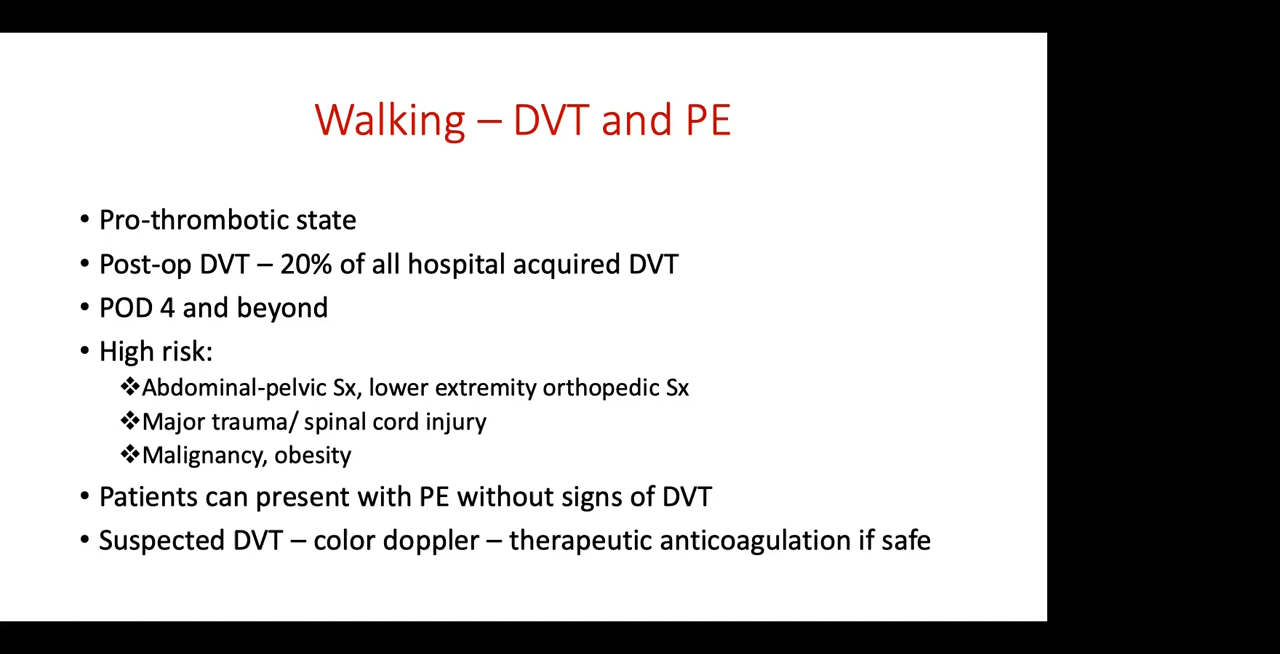 Walking – DVT and PE
• Pro-thrombotic state
• Post-op DVT – 20% of all hospital acquired DVT
• POD 4 and beyond
• High risk:
❖Abdominal-pelvic Sx, lower extremity orthopedic Sx
❖Major trauma/ spinal cord injury
❖Malignancy, obesity
• Patients can present with PE without signs of DVT
• Suspected DVT – color doppler – therapeutic anticoagulation if safe